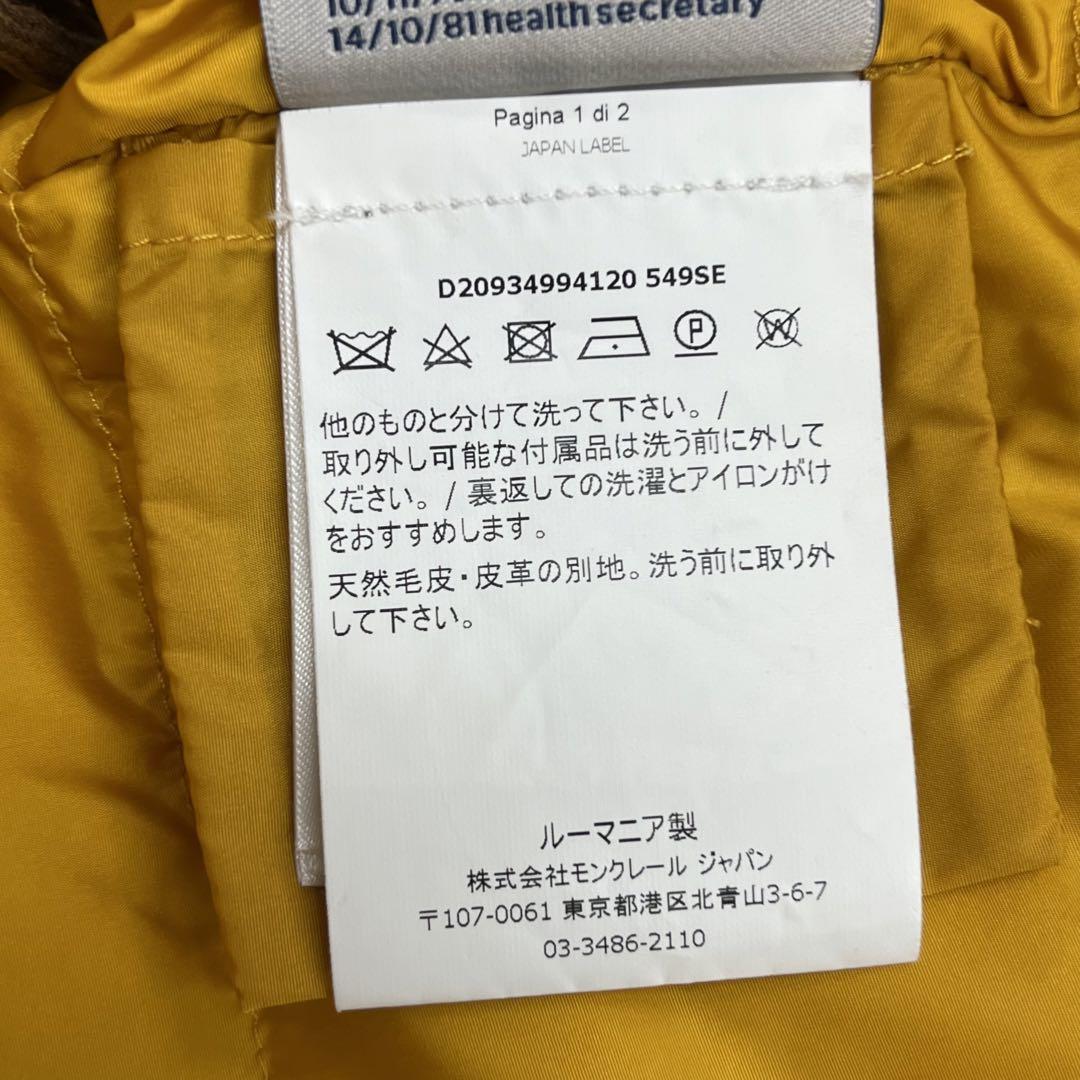 14/10/81 health secretary
Pagina 1 di 2
JAPAN LABEL
D20934994120 549SE
P
W
他のものと分けて洗って下さい。 /
取り外し可能な付属品は洗う前に外して
ください。 / 裏返しての洗濯とアイロンがけ
をおすすめします。
天然毛皮・皮革の別地。洗う前に取り外
して下さい。
ルーマニア製
株式会社モンクレール ジャパン
〒107-0061 東京都港区北青山3-6-7
03-3486-2110